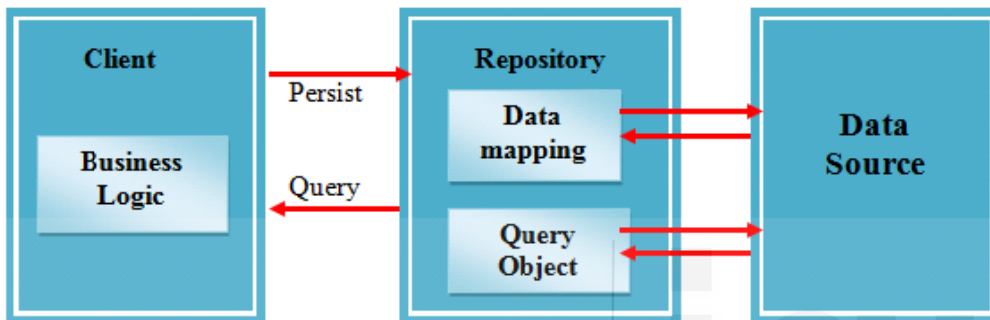 Client
Business
Logic
Persist
Query
Repository
Data
mapping
Query
Object
Data
Source